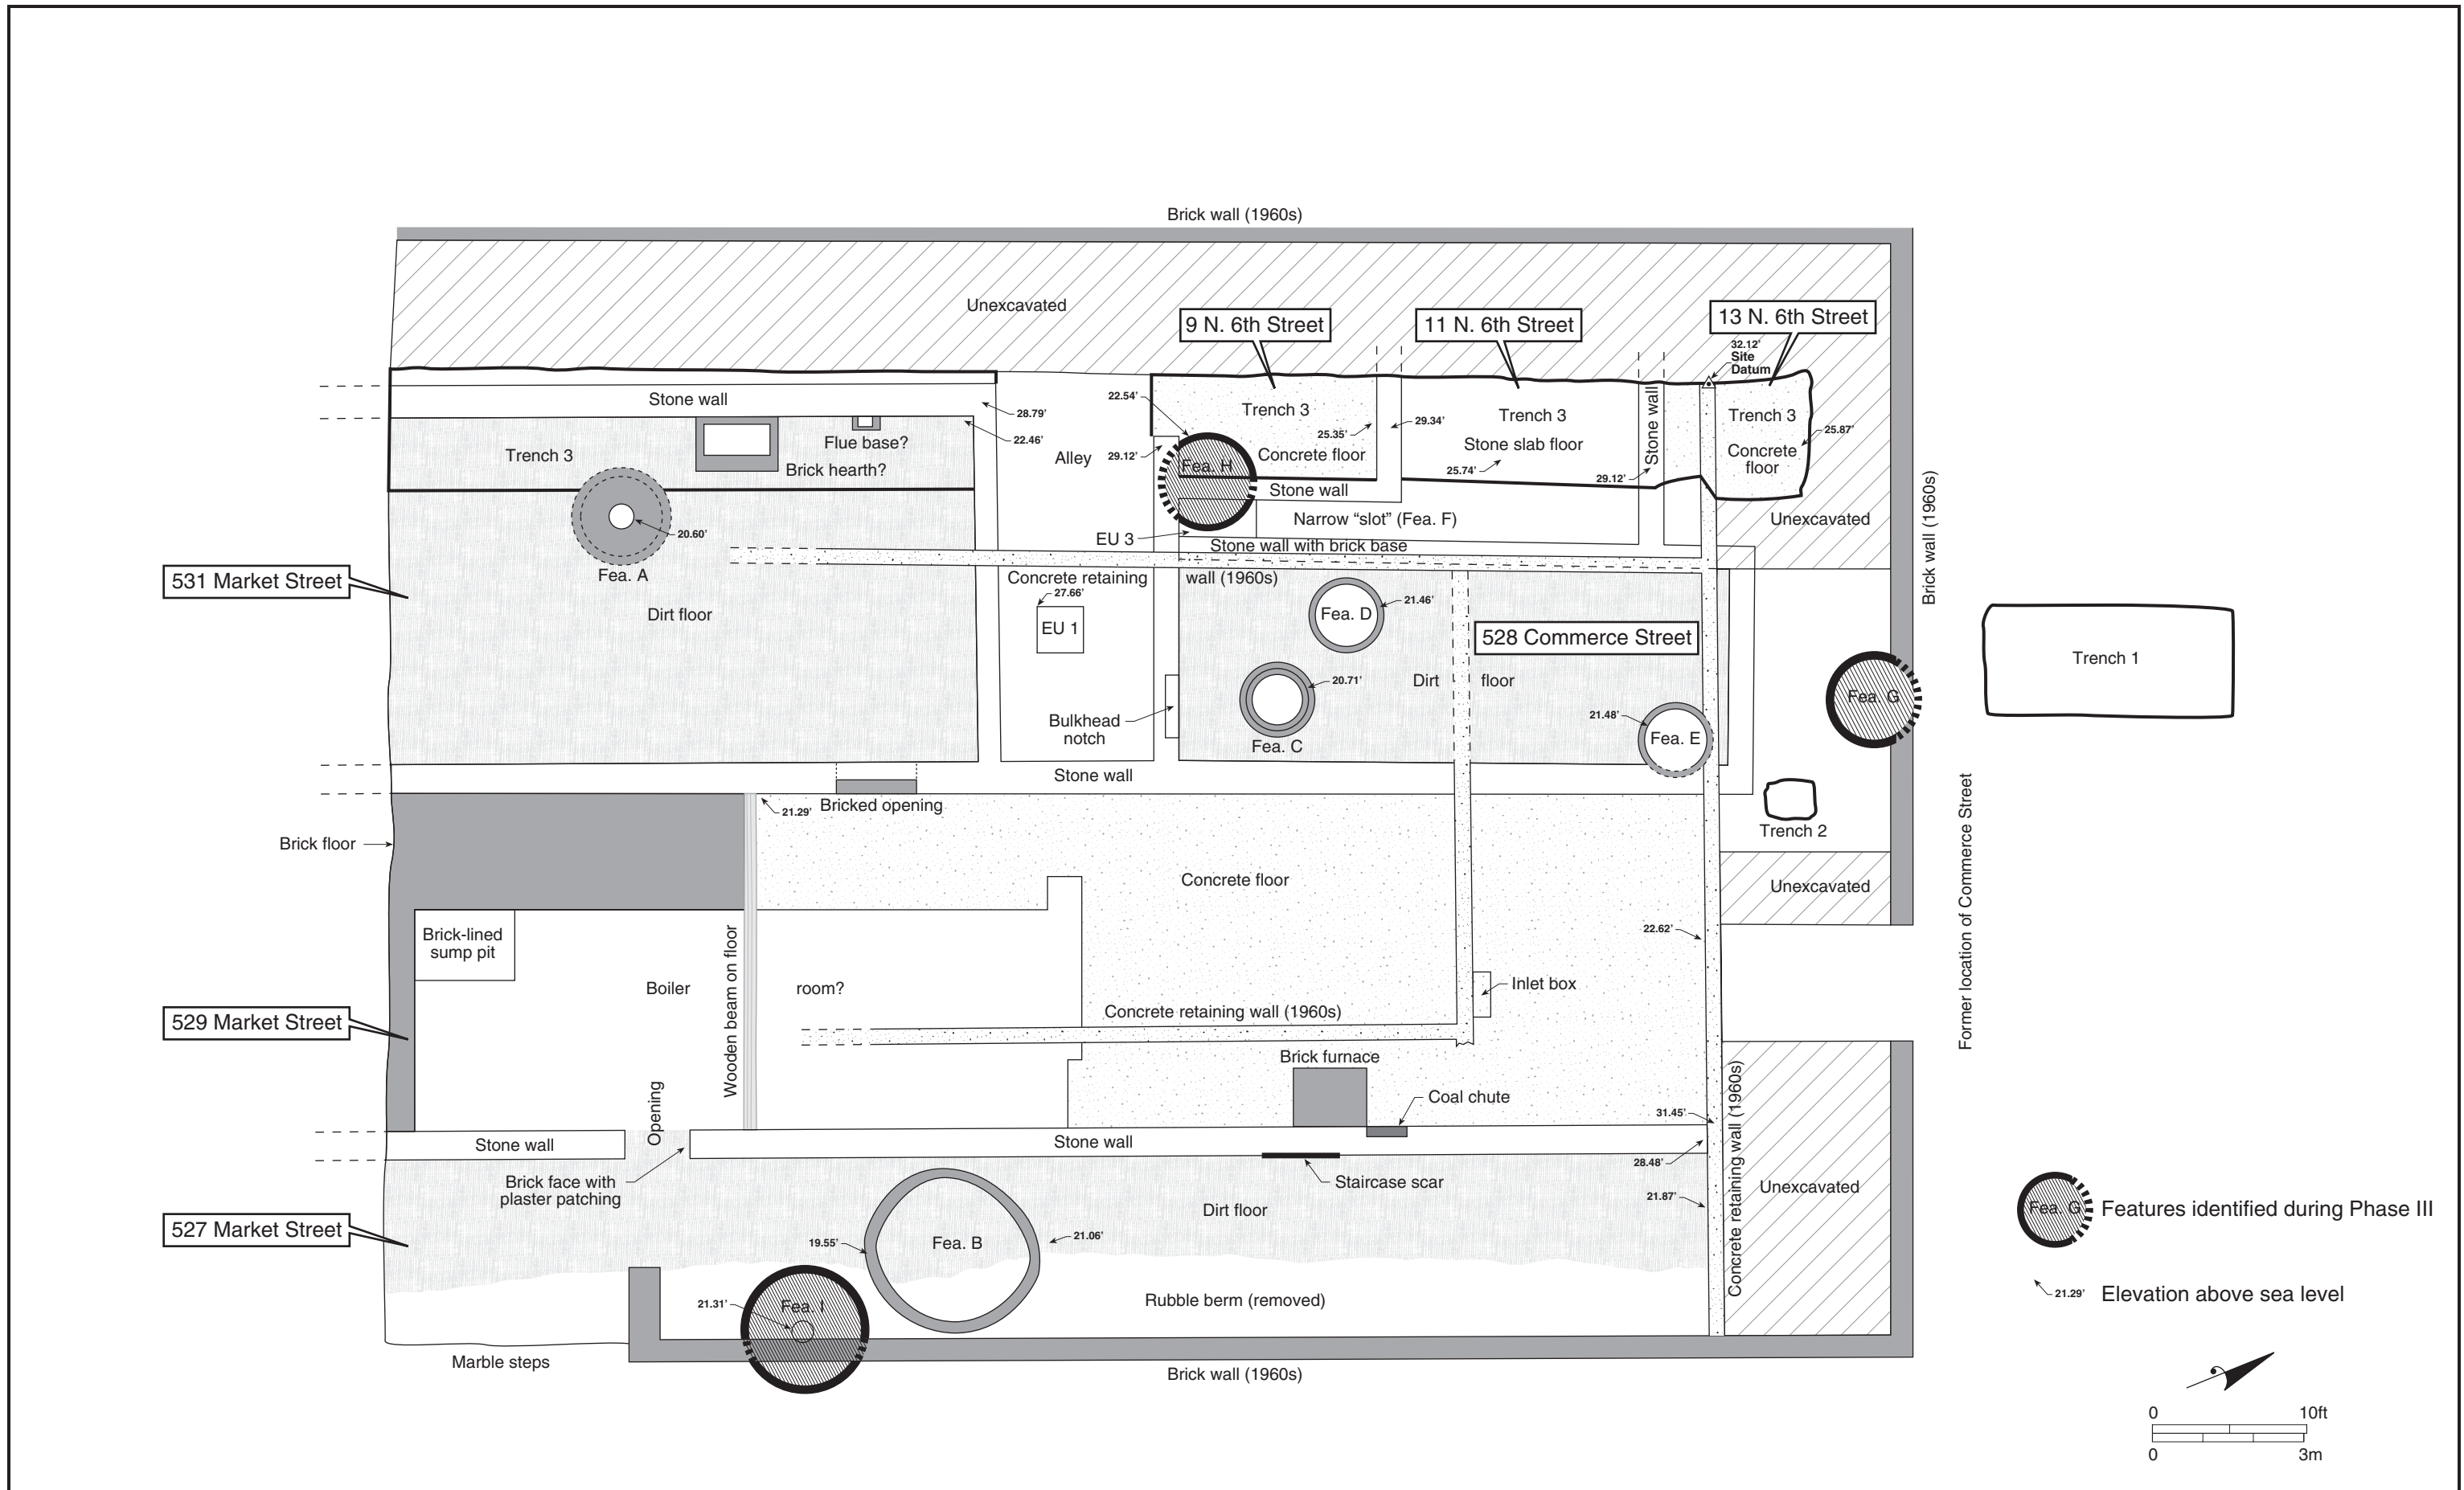 Brick wall (1960s)
Unexcavated
9 N. 6th Street
11 N. 6th Street
13 N. 6th Street
32.12’
Site
Datum
Stone wall
28.79’
22.46’
Trench 3
Flue base?
Brick hearth?
Alley
22.54’
29.12’
Fea. H
Trench 3
25.35’
Concrete floor
29.34’
Trench 3
Stone slab floor
25.74’
Stone wall
29.12’
Trench 3
Concrete
floor
25.87’
Stone wall
Narrow “slot” (Fea. F)
EU 3
Stone wall with brick base
Unexcavated
Brick wall (1960s)
20.60’
Fea. A
531 Market Street
Dirt floor
Concrete retaining wall (1960s)
27.66’
EU 1
Fea. D
21.46’
528 Commerce Street
20.71’
Dirt floor
Fea. C
Bulkhead
notch
21.48’
Fea. E
Fea. G
Trench 1
Stone wall
21.29’
Bricked opening
Trench 2
Former location of Commerce Street
Brick floor
Concrete floor
Unexcavated
Brick-lined
sump pit
22.62’
Wooden beam on floor
Boiler room?
Inlet box
529 Market Street
Concrete retaining wall (1960s)
Brick furnace
Coal chute
31.45’
Opening
Stone wall
Stone wall
28.48’
Brick face with
plaster patching
Staircase scar
21.87’
Concrete retaining wall (1960s)
Unexcavated
527 Market Street
Dirt floor
19.55’
Fea. B
21.06’
21.31’
Fea. I
Rubble berm (removed)
Marble steps
Brick wall (1960s)
Fea. G
Features identified during Phase III
21.29’
Elevation above sea level
0 10ft
0 3m